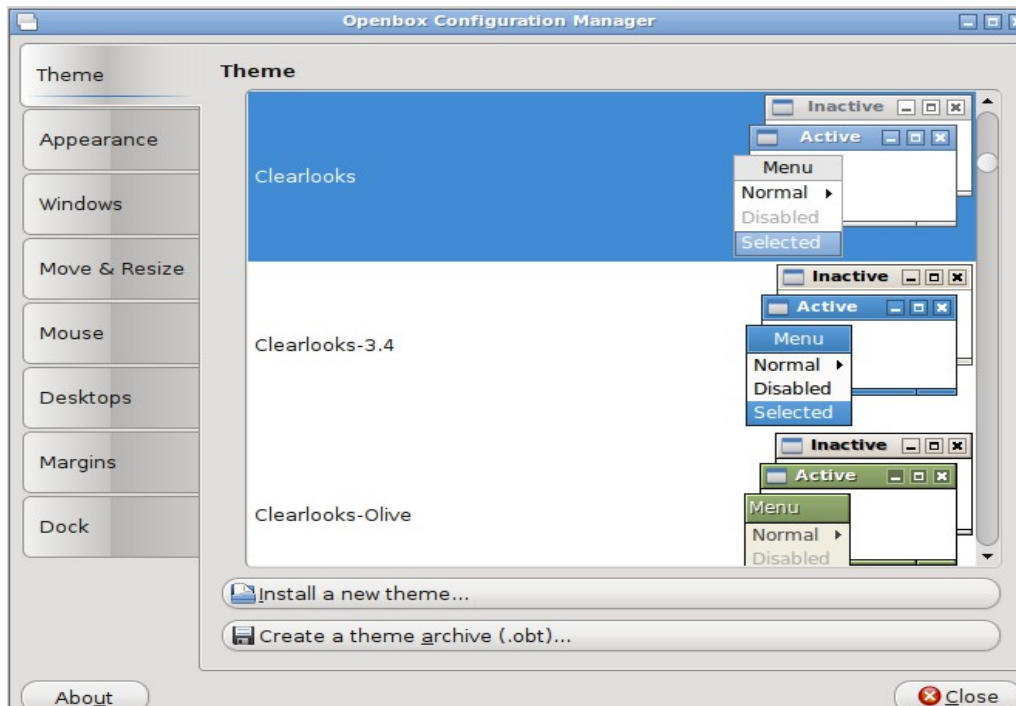 Openbox Configuration Manager
Theme
Appearance
Windows
Move & Resize
Mouse
Desktops
Margins
Dock
Theme
Clearlooks
Inactive
Active
Menu
Normal
Disabled
Selected
Clearlooks-3.4
Inactive
Active
Menu
Normal
Disabled
Selected
Clearlooks-Olive
Inactive
Active
Menu
Normal
Disabled
Install a new theme...
Create a theme archive (.obt)...
About
Close